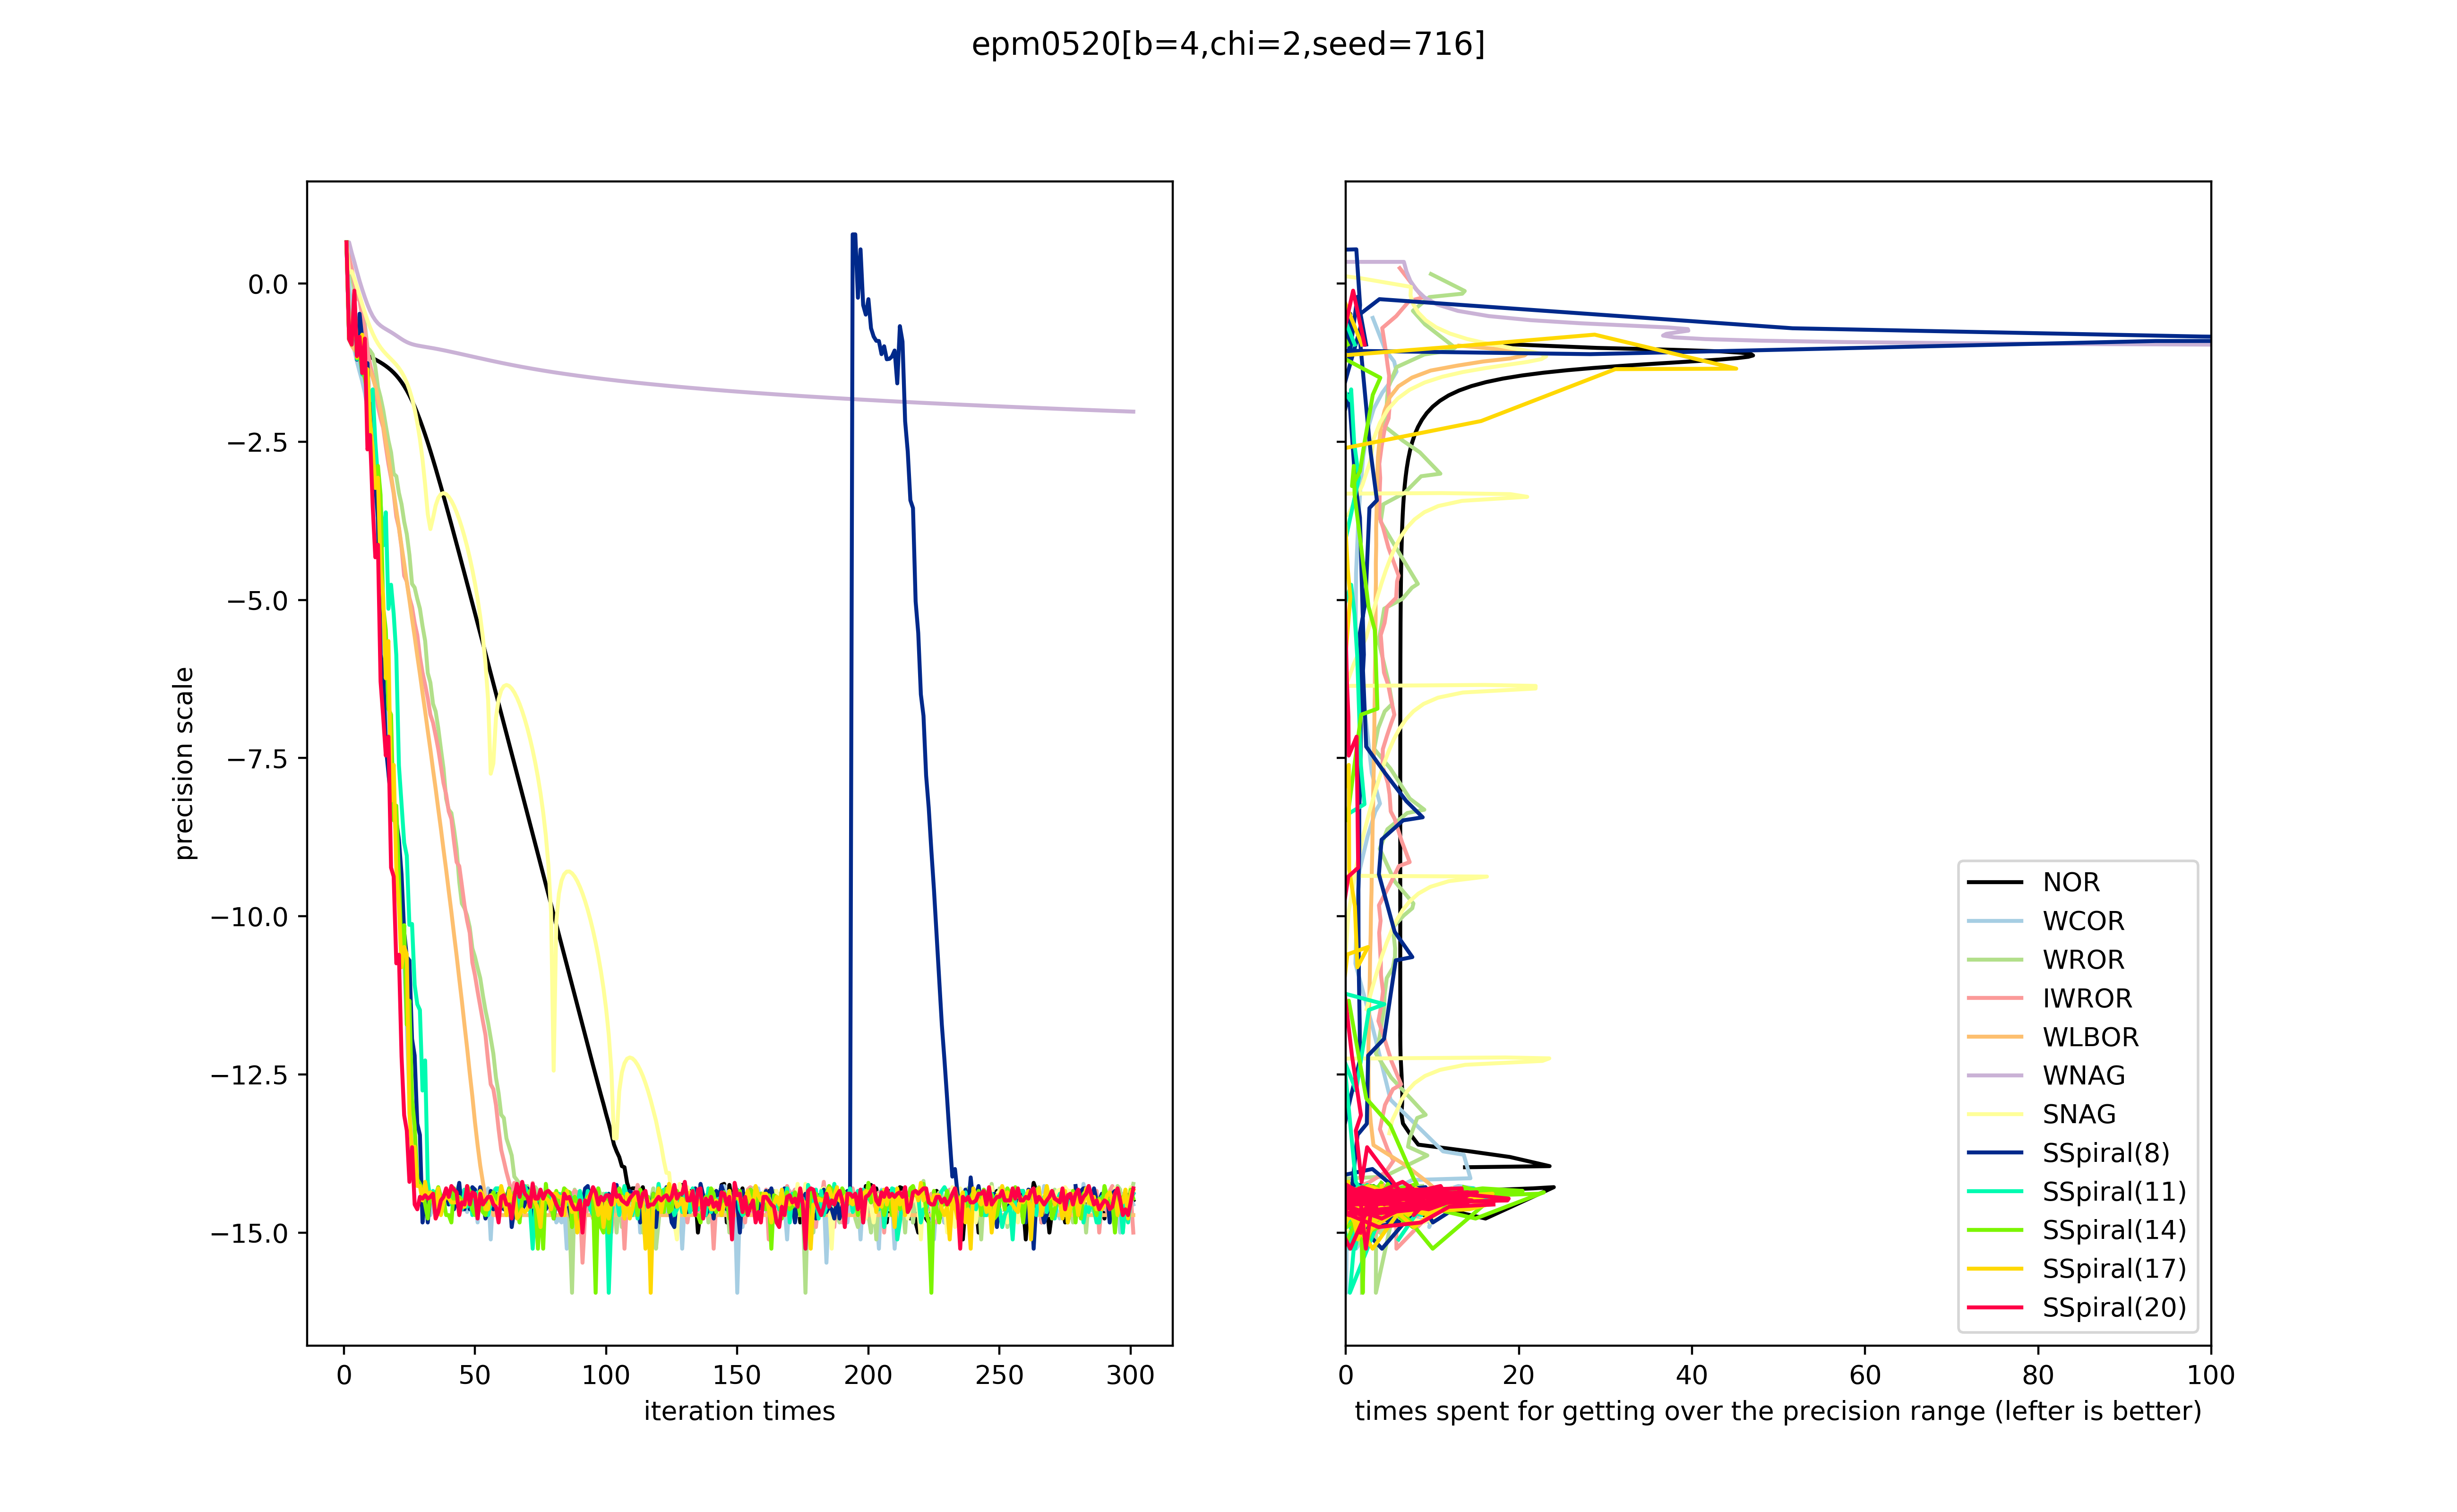 epm0520[b=4,chi=2,seed=716]
precision scale
0.0
−2.5
−5.0
−7.5
−10.0
−12.5
−15.0
0 50 100 150 200 250 300
iteration times
0 20 40 60 80 100
times spent for getting over the precision range (lefter is better)
NOR
WCOR
WROR
IWROR
WLBOR
WNAG
SNAG
SSpiral(8)
SSpiral(11)
SSpiral(14)
SSpiral(17)
SSpiral(20)